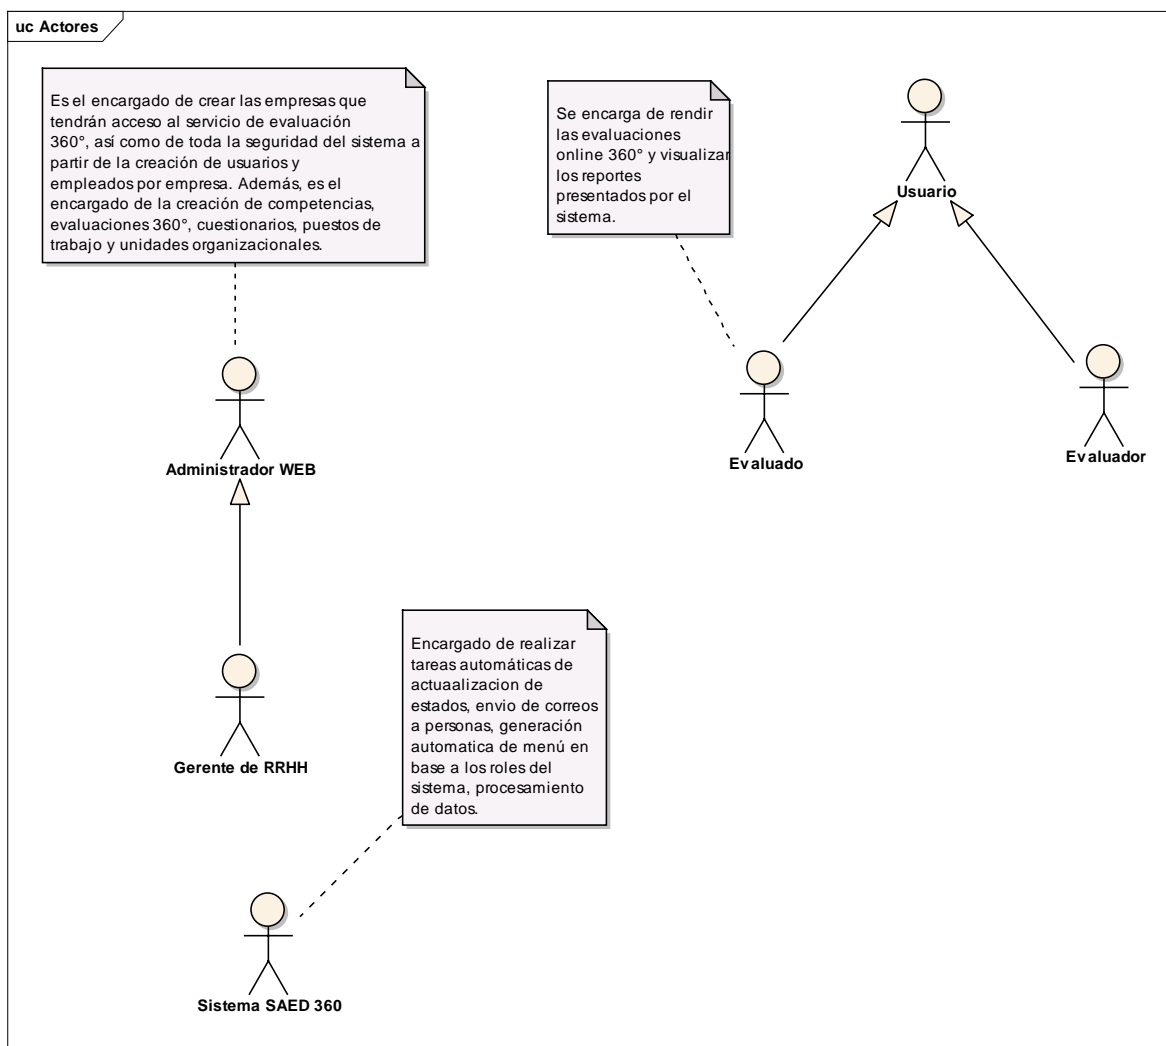 uc Actores
Es el encargado de crear las empresas que
tendrán acceso al servicio de evaluación
360°, así como de toda la seguridad del sistema a
partir de la creación de usuarios y
empleados por empresa. Además, es el
encargado de la creación de competencias,
evaluaciones 360°, cuestionarios, puestos de
trabajo y unidades organizacionales.
Se encarga de rendir
las evaluaciones
online 360° y visualizar
los reportes
presentados por el
sistema.
Usuario
Administrador WEB
Evaluado
Evaluador
Encargado de realizar
tareas automáticas de
actuaalizacion de
estados, envio de correos
a personas, generación
automatica de menú en
base a los roles del
sistema, procesamiento
de datos.
Gerente de RRHH
Sistema SAED 360